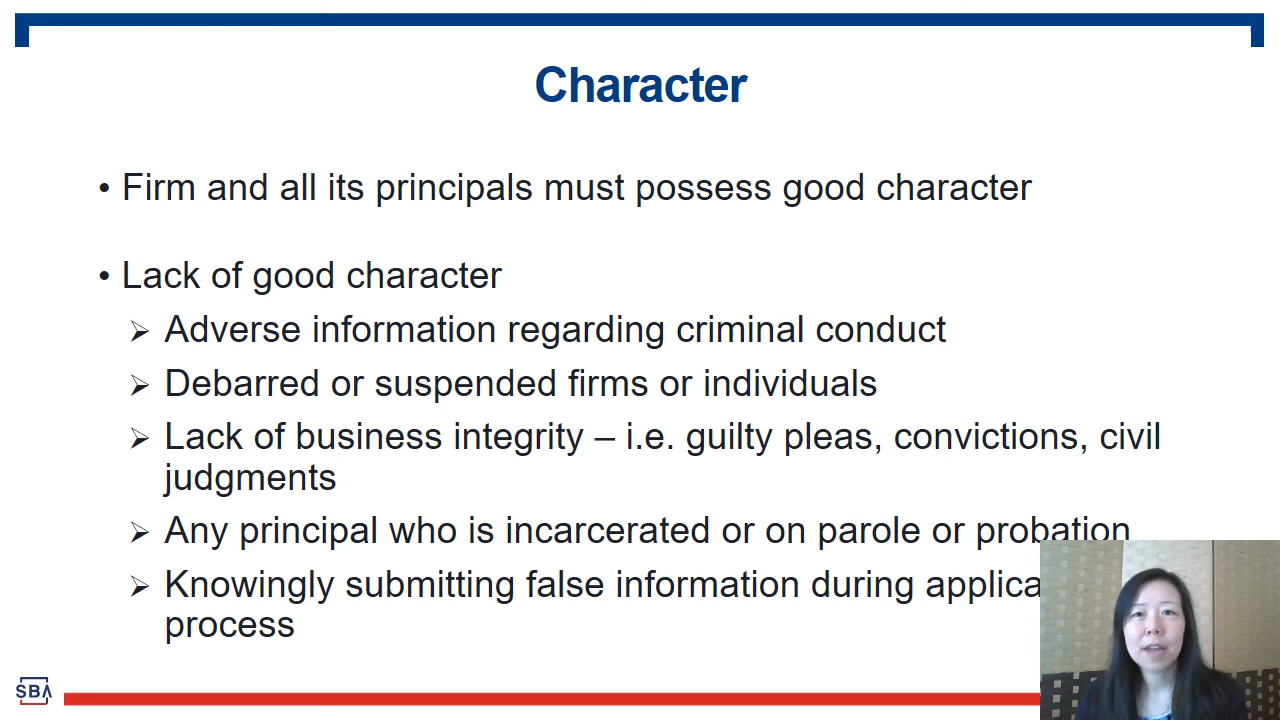 Character
• Firm and all its principals must possess good character
• Lack of good character
➢ Adverse information regarding criminal conduct
➢ Debarred or suspended firms or individuals
➢ Lack of business integrity – i.e. guilty pleas, convictions, civil
judgments
➢ Any principal who is incarcerated or on parole or probation
➢ Knowingly submitting false information during applica
process
SBA